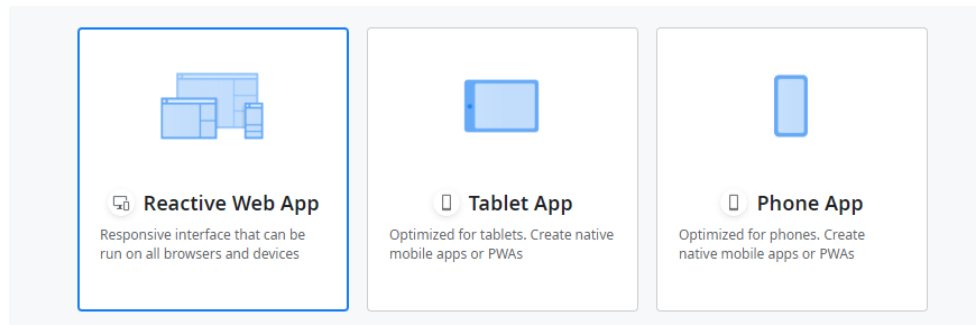 Reactive Web App
Responsive interface that can be
run on all browsers and devices
Tablet App
Optimized for tablets. Create native
mobile apps or PWAs
Phone App
Optimized for phones. Create
native mobile apps or PWAs